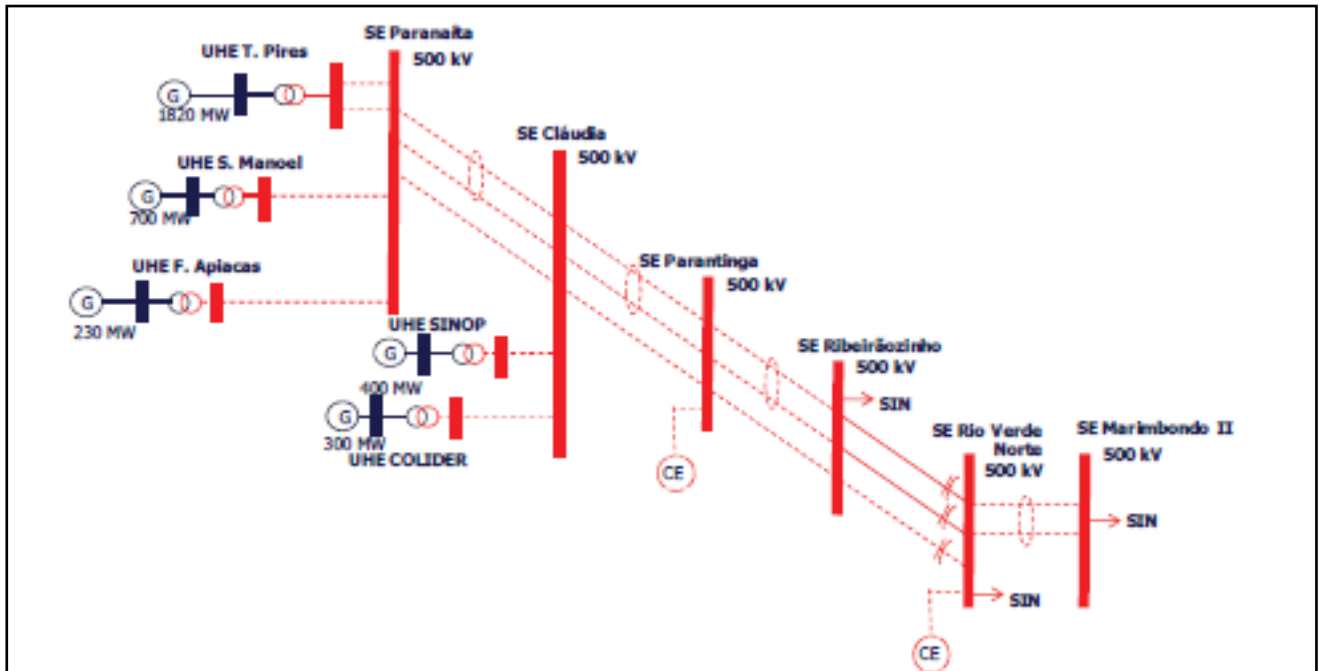 SE Paranaíta
500 kV
UHE T. Pires
G
1820 MW
SE Cláudia
500 kV
UHE S. Manoel
G
700 MW
SE Parantinga
500 kV
UHE F. Apiacas
G
230 MW
UHE SINOP
G
400 MW
SE Ribeirãozinho
500 kV
SIN
G
300 MW
UHE COLIDER
CE
SE Rio Verde
Norte
500 kV
SE Marimbondo II
500 kV
SIN
SIN
CE